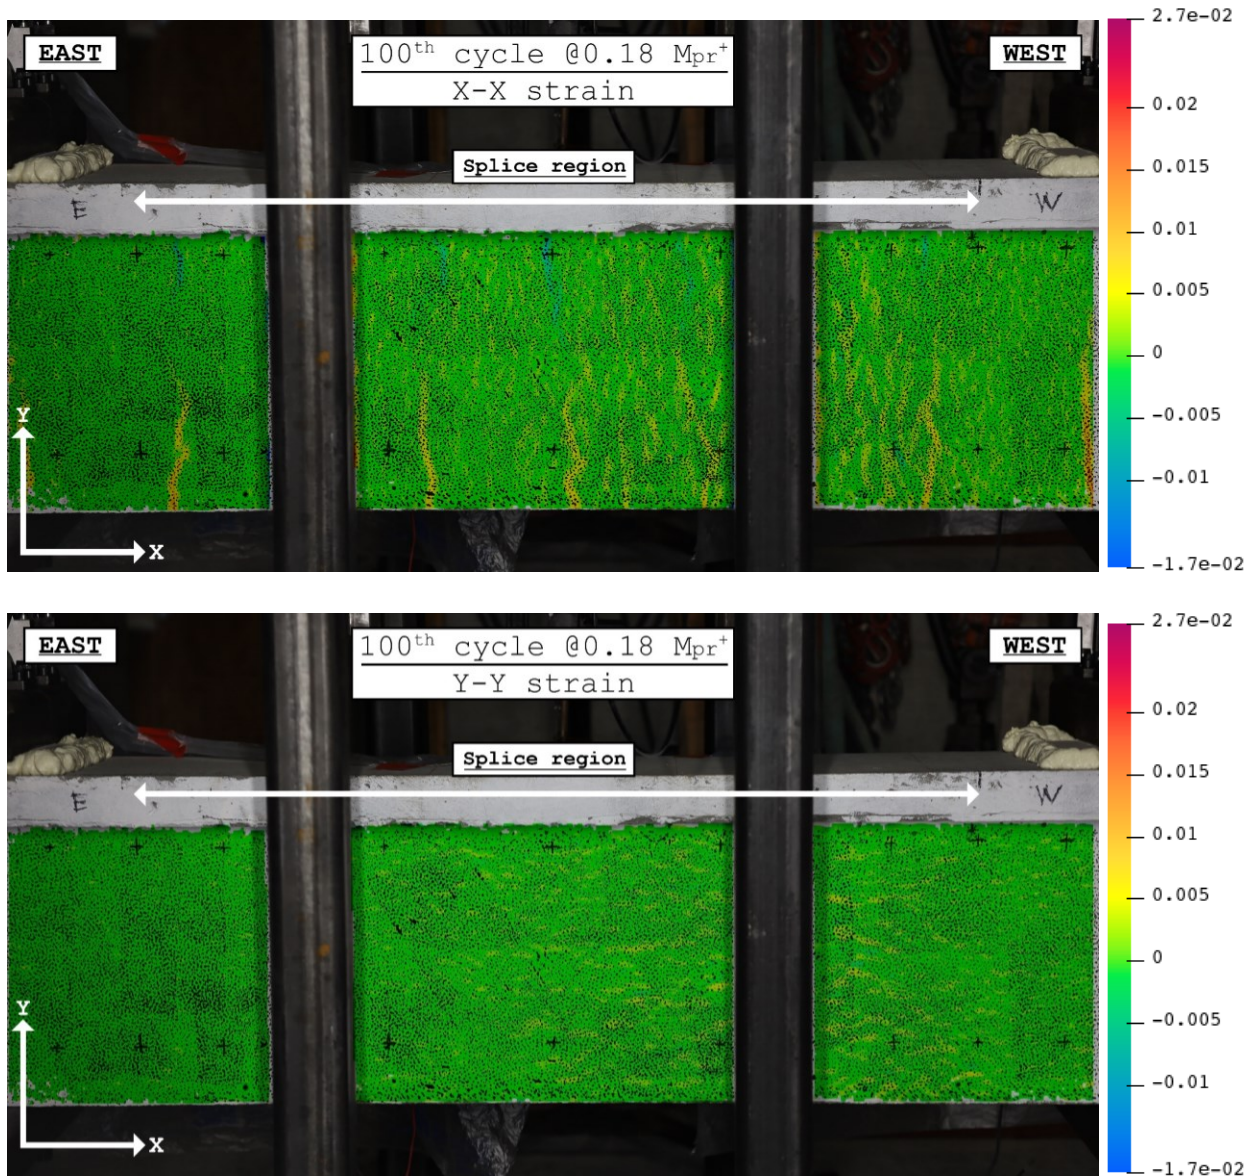 EAST
100th cycle @0.18 Mpr+
X-X strain
WEST
Splice region
E
W
Y
X
2.7e-02
0.02
0.015
0.01
0.005
0
-0.005
-0.01
-1.7e-02
EAST
100th cycle @0.18 Mpr+
Y-Y strain
WEST
Splice region
E
W
Y
X
2.7e-02
0.02
0.015
0.01
0.005
0
-0.005
-0.01
-1.7e-02